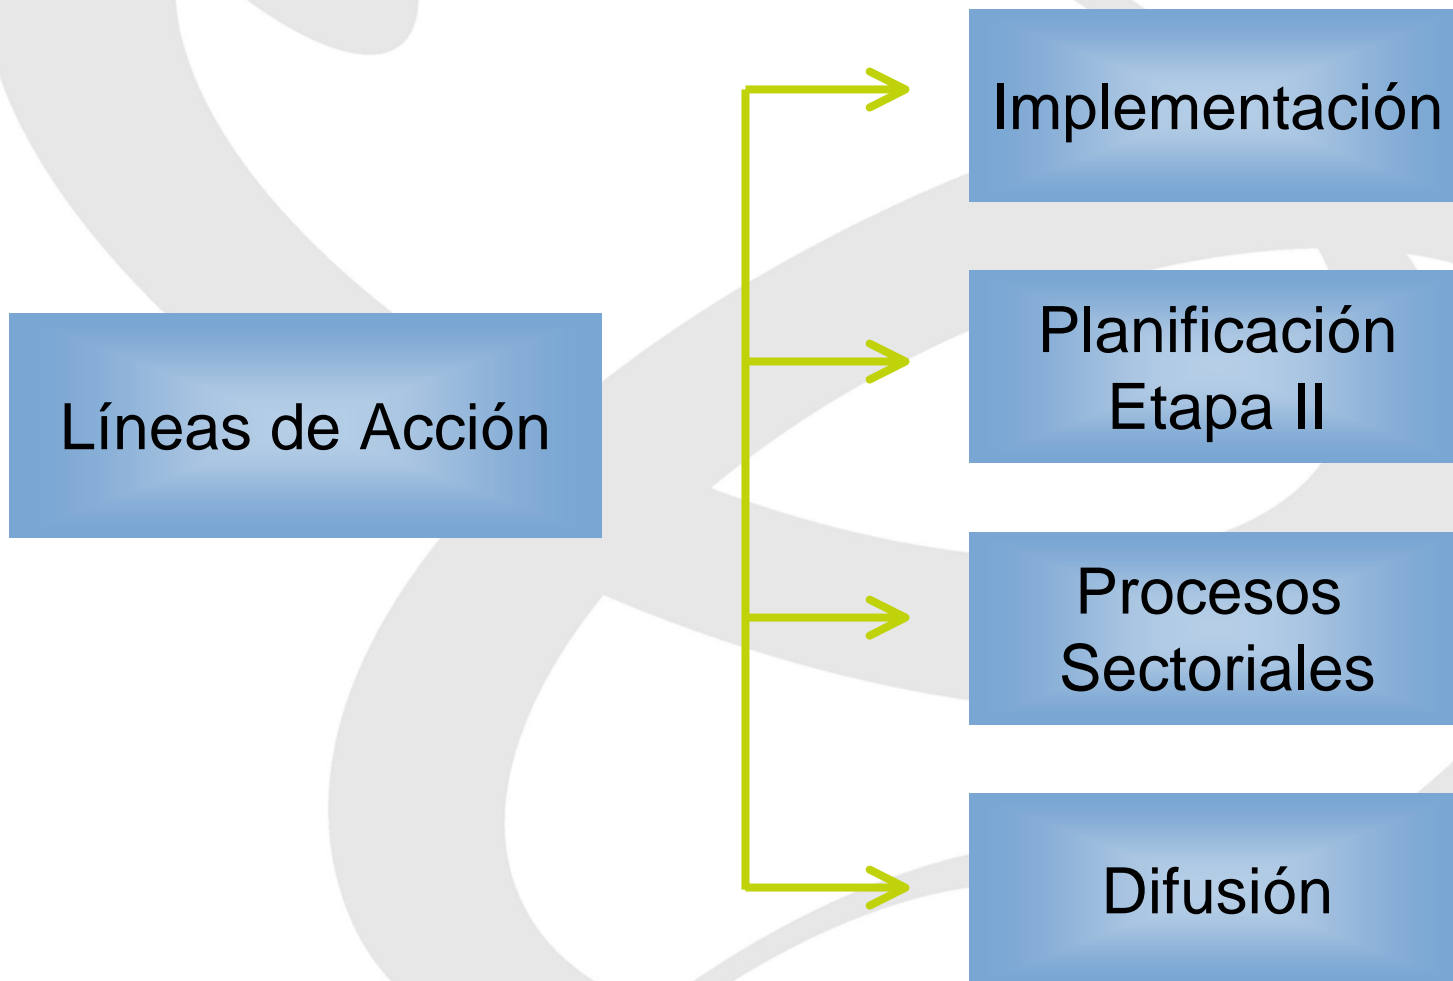 Líneas de Acción
Implementación
Planificación
Etapa II
Procesos
Sectoriales
Difusión